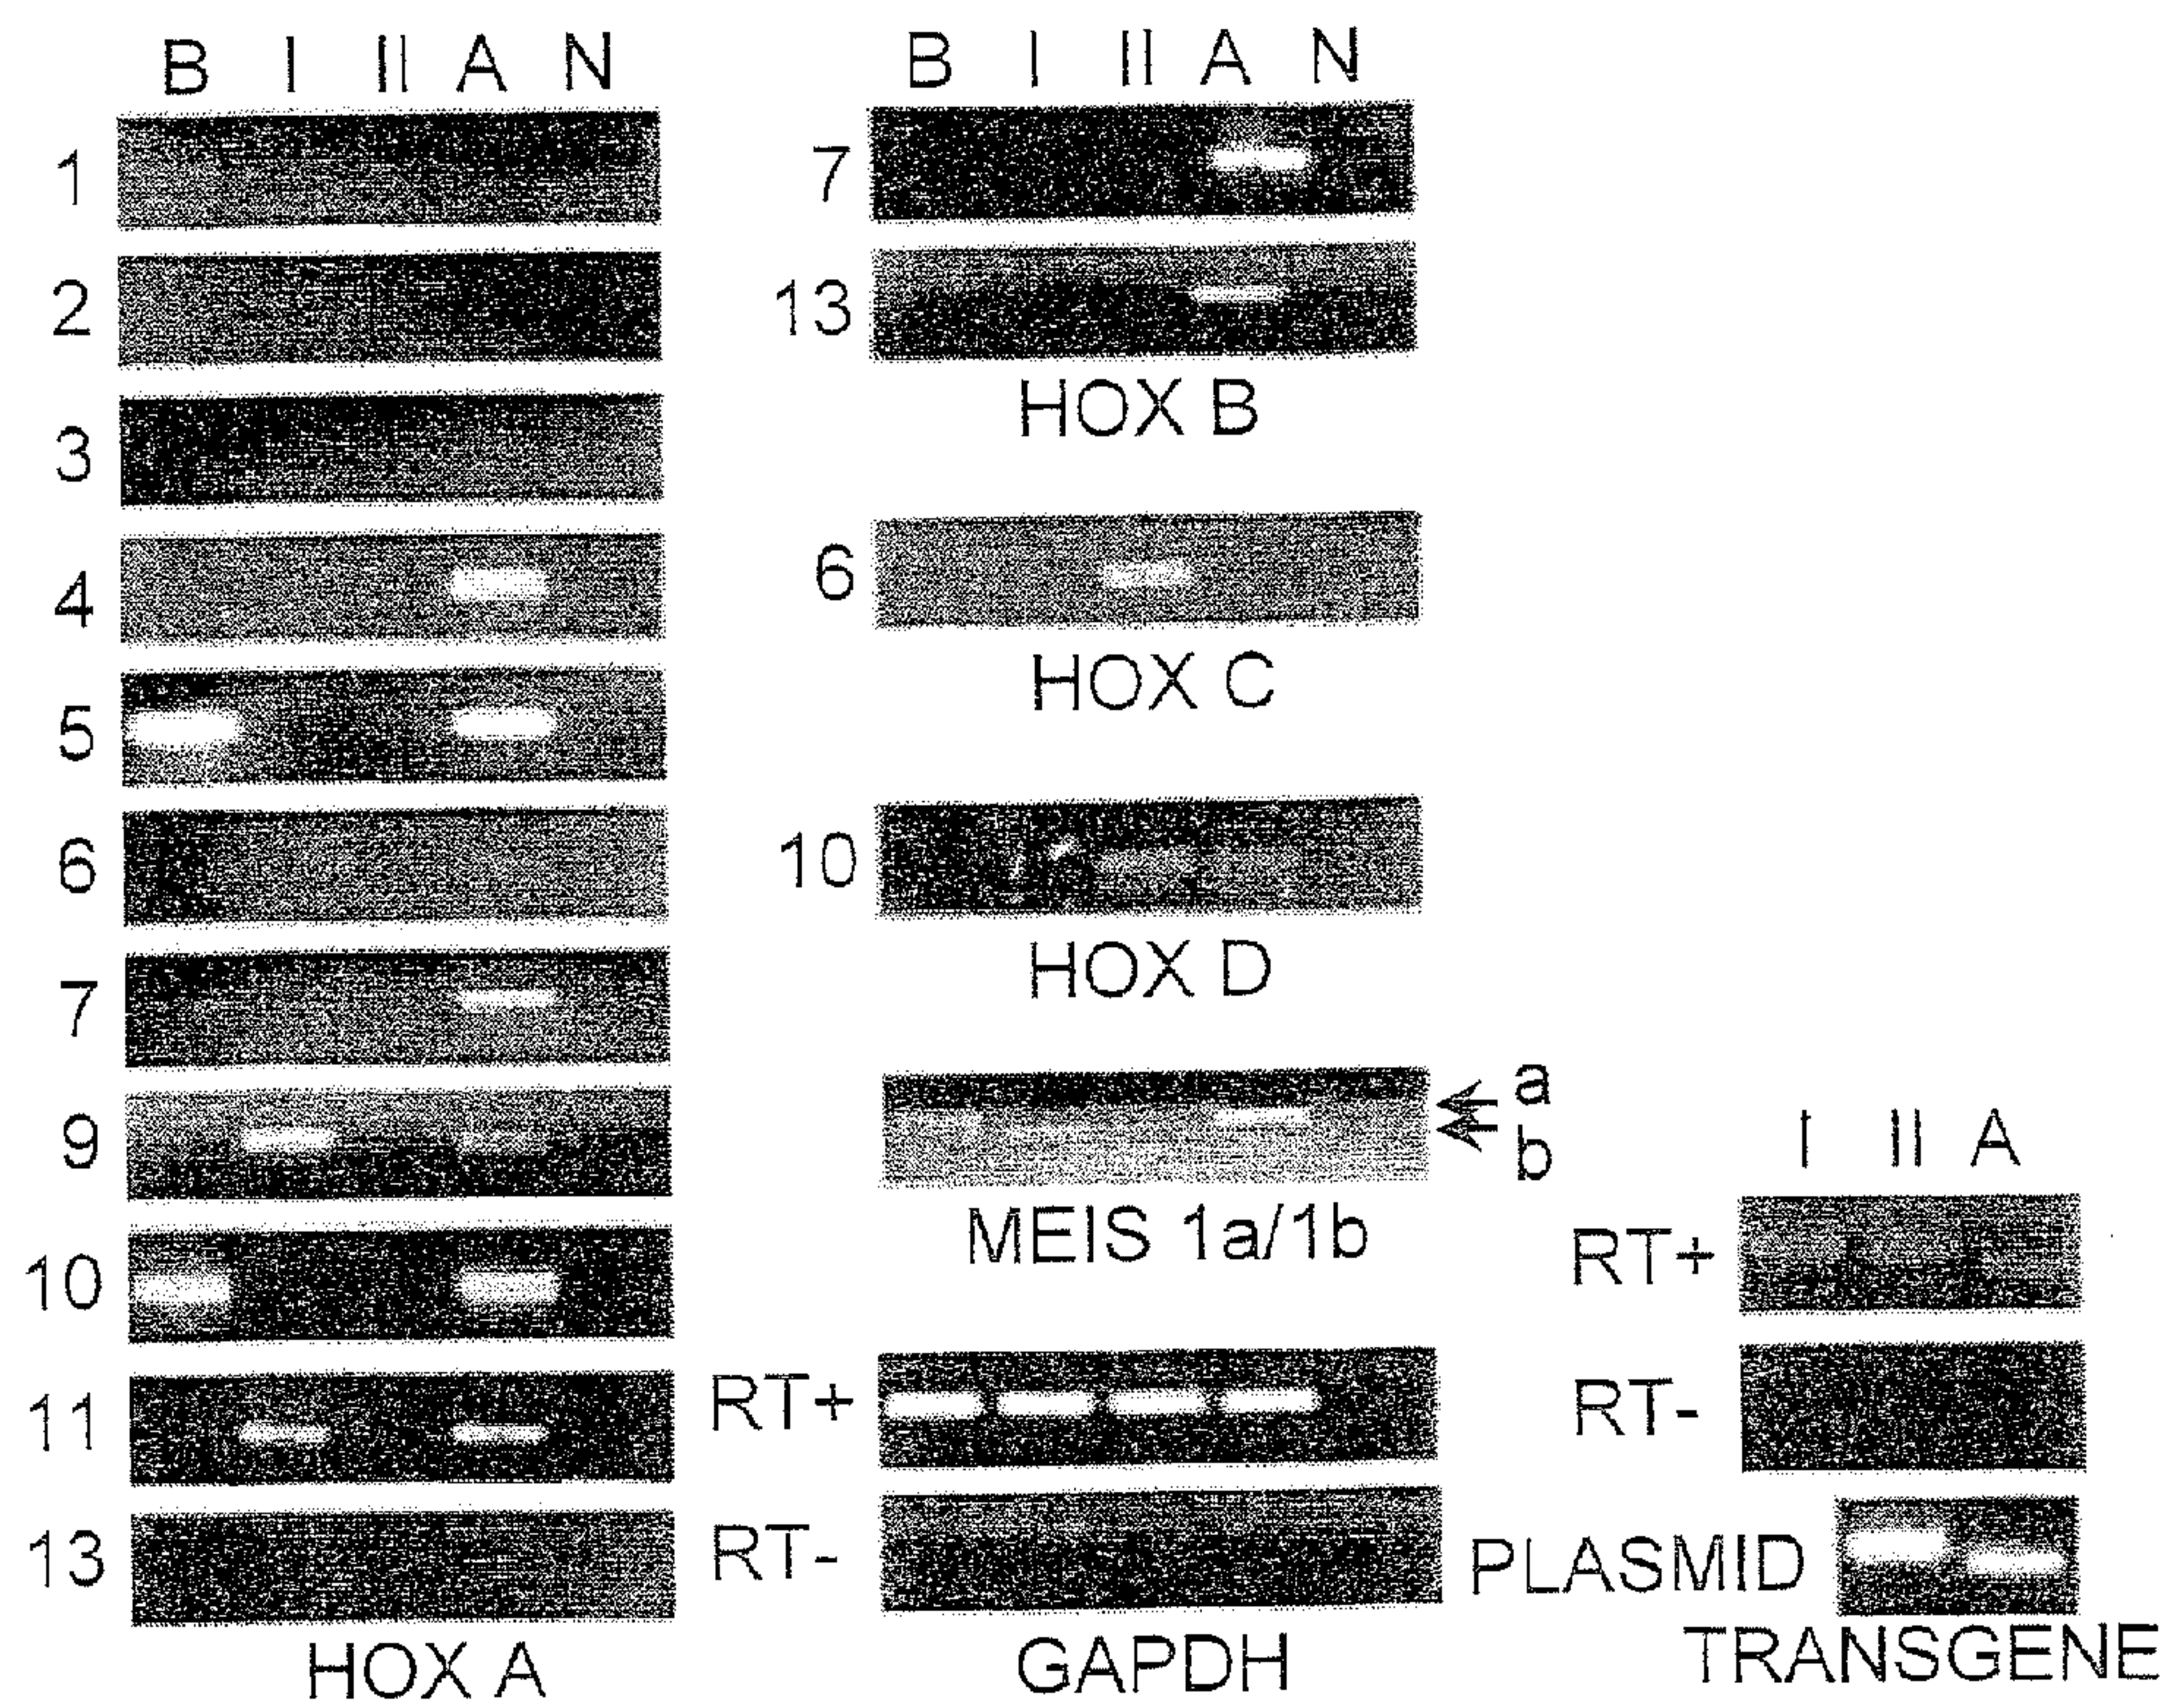 B I II A N
1
2
3
4
5
6
7
9
10
11
13
HOX A
B I II A N
7
13
HOX B
6
HOX C
10
HOX D
a
b
MEIS 1a/1b
RT+
RT-
GAPDH
I II A
RT+
RT-
PLASMID
TRANSGENE